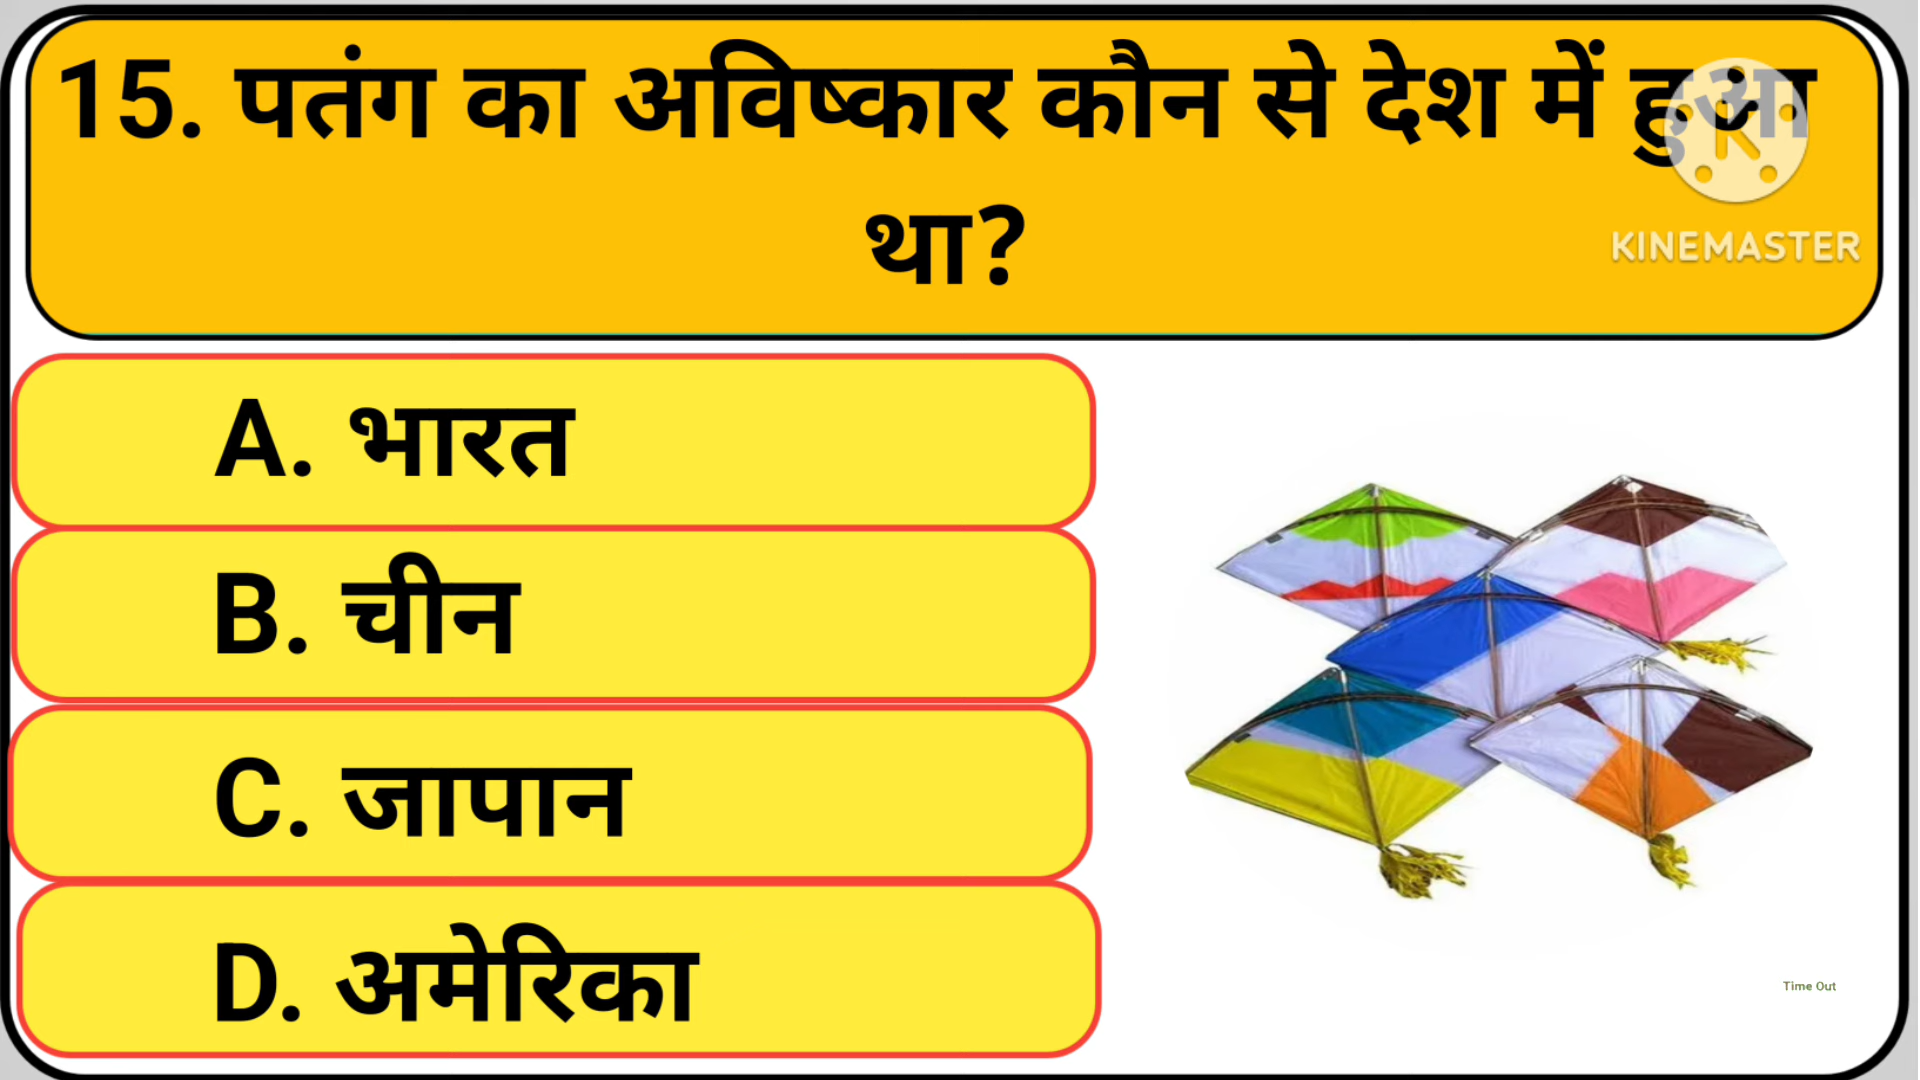 15. पतंग का अविष्कार कौन से देश में हुआ
था?
KINEMASTER
A. भारत
B. चीन
C. जापान
D. अमेरिका
Time Out